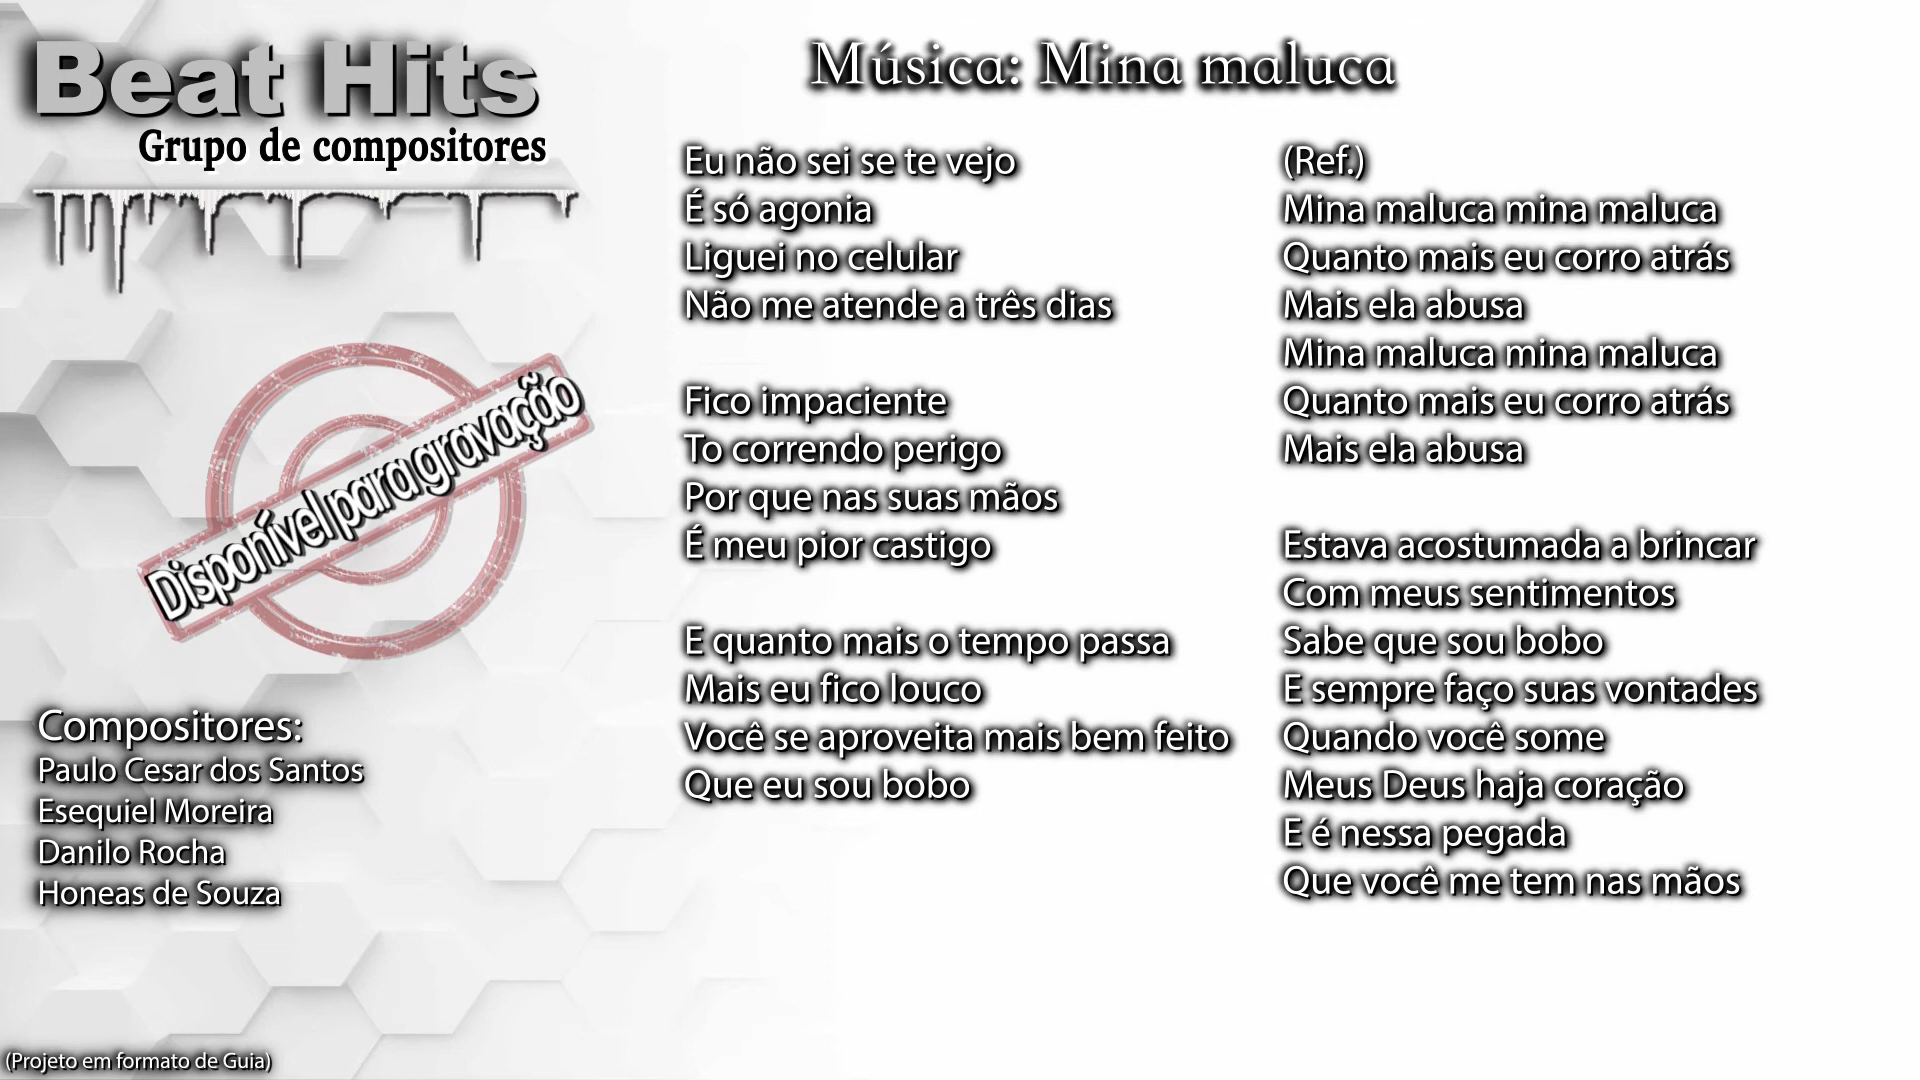 Beat Hits
Grupo de compositores
Disponível para gravação
Compositores:
Paulo Cesar dos Santos
Esequiel Moreira
Danilo Rocha
Honeas de Souza
(Projeto em formato de Guia)
Música: Mina maluca
Eu não sei se te vejo
É só agonia
Liguei no celular
Não me atende a três dias
Fico impaciente
To correndo perigo
Por que nas suas mãos
É meu pior castigo
E quanto mais o tempo passa
Mais eu fico louco
Você se aproveita mais bem feito
Que eu sou bobo
(Ref.)
Mina maluca mina maluca
Quanto mais eu corro atrás
Mais ela abusa
Mina maluca mina maluca
Quanto mais eu corro atrás
Mais ela abusa
Estava acostumada a brincar
Com meus sentimentos
Sabe que sou bobo
E sempre faço suas vontades
Quando você some
Meus Deus haja coração
E é nessa pegada
Que você me tem nas mãos